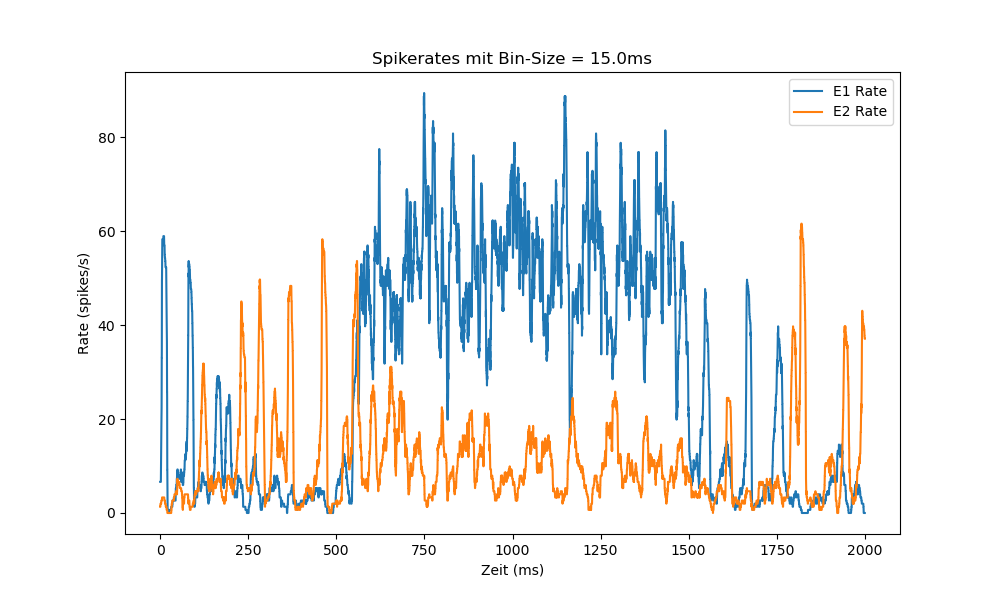 Spikerates mit Bin-Size = 15.0ms
E1 Rate
E2 Rate
80
60
40
20
0
Rate (spikes/s)
0 250 500 750 1000 1250 1500 1750 2000
Zeit (ms)